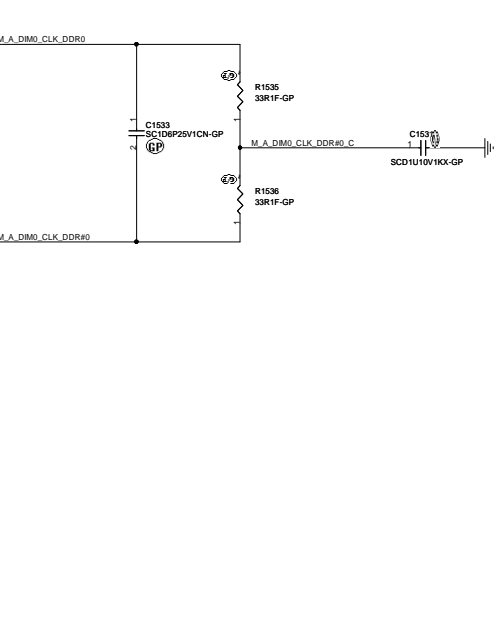 M_A_DIM0_CLK_DDR0
R1535
33R1F-GP
1
1
C1533
SC1D6P25V1CN-GP
GP
2
M_A_DIM0_CLK_DDR#0_C
1
SCD1U10V1KX-GP
R1536
33R1F-GP
1
M_A_DIM0_CLK_DDR#0